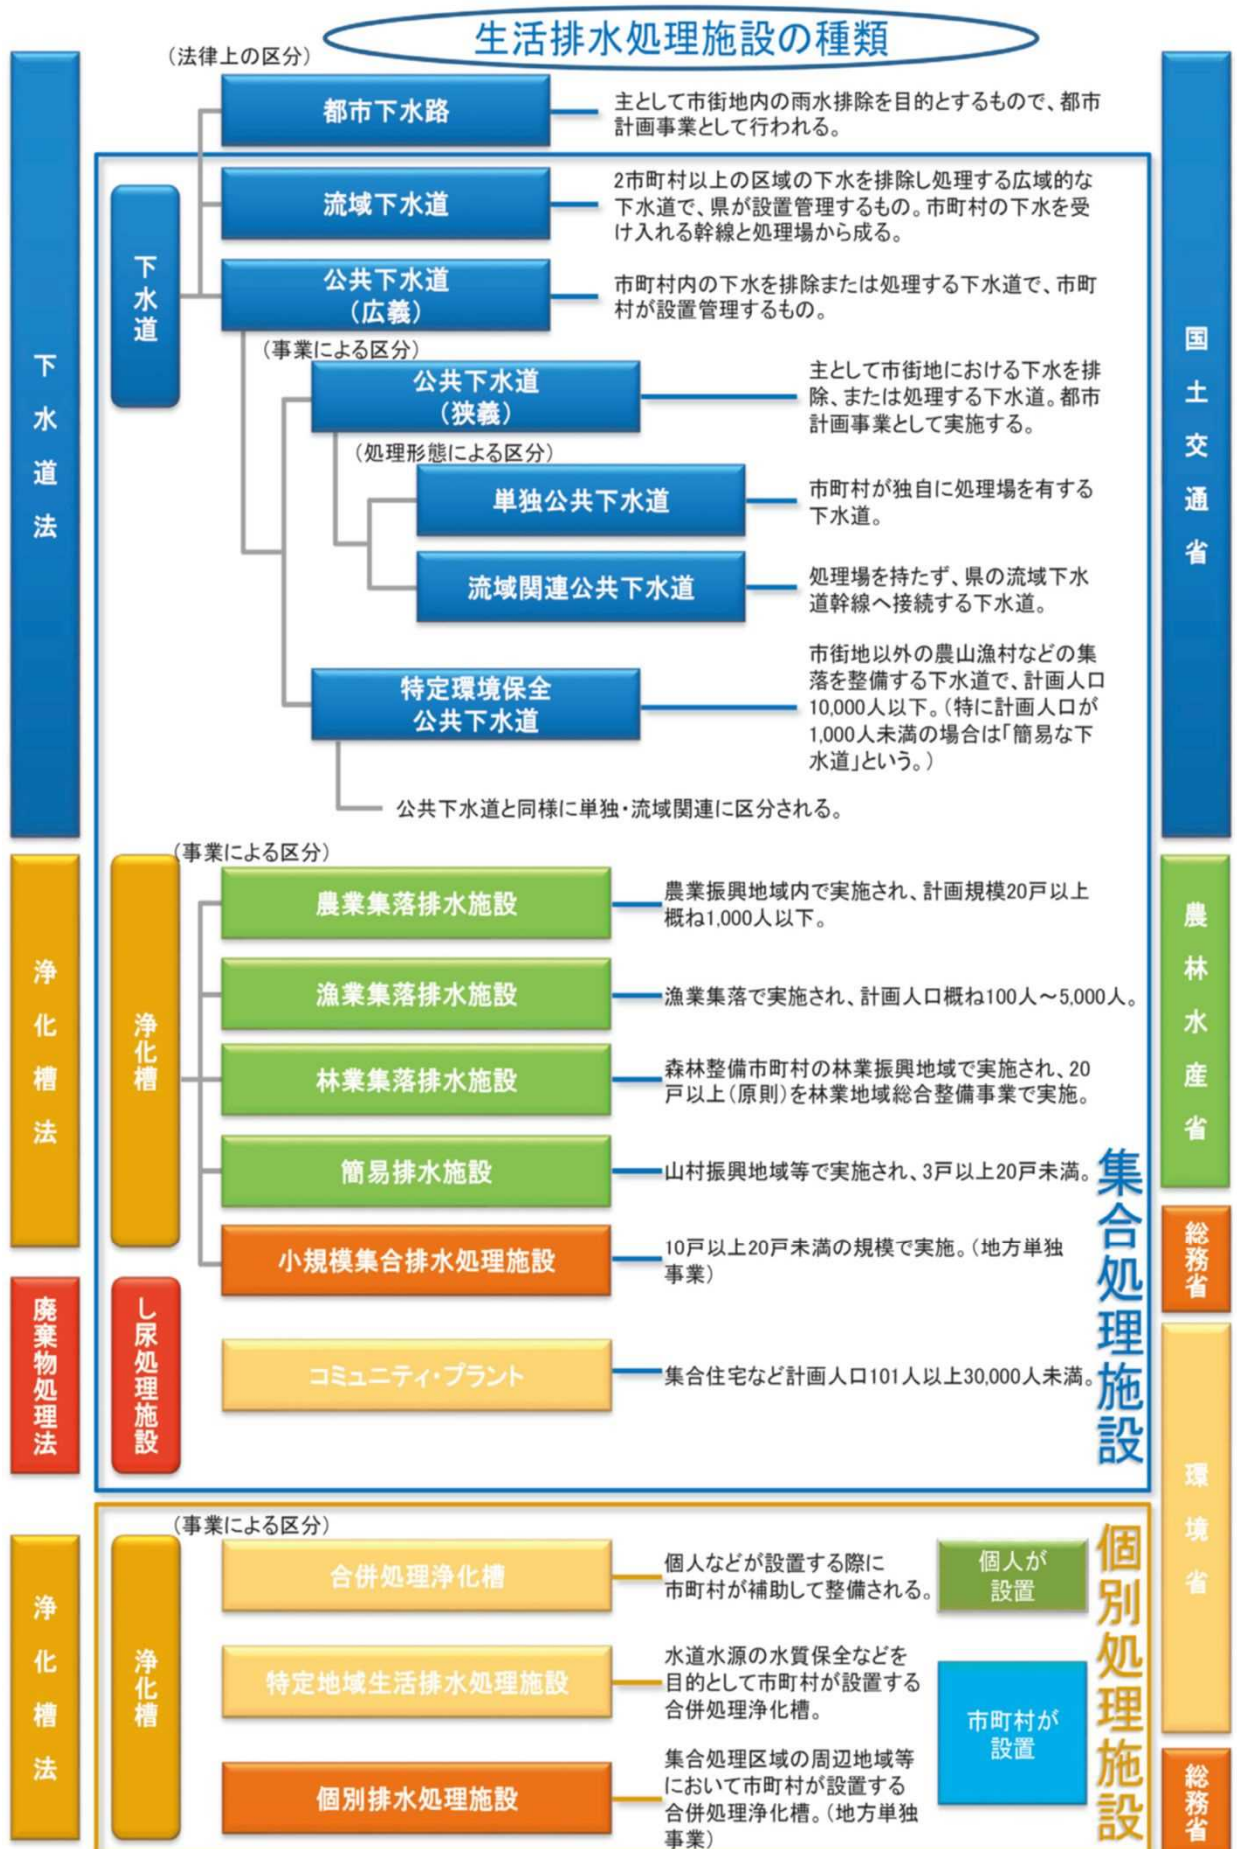 生活排水処理施設の種類
(法律上の区分)
下水道法
国土交通省
下水道
都市下水路
主として市街地内の雨水排除を目的とするもので、都市
計画事業として行われる。
流域下水道
2市町村以上の区域の下水を排除し処理する広域的な
下水道で、県が設置管理するもの。市町村の下水を受
け入れる幹線と処理場から成る。
公共下水道
(広義)
市町村内の下水を排除または処理する下水道で、市町
村が設置管理するもの。
(事業による区分)
公共下水道
(狭義)
主として市街地における下水を排
除、または処理する下水道。都市
計画事業として実施する。
(処理形態による区分)
単独公共下水道
市町村が独自に処理場を有する
下水道。
流域関連公共下水道
処理場を持たず、県の流域下水
道幹線へ接続する下水道。
特定環境保全
公共下水道
市街地以外の農山漁村などの集
落を整備する下水道で、計画人口
10,000人以下。(特に計画人口が
1,000人未満の場合は「簡易な下
水道」という。)
公共下水道と同様に単独・流域関連に区分される。
浄化槽法
浄化槽
農林水産省
(事業による区分)
農業集落排水施設
農業振興地域内で実施され、計画規模20戸以上
概ね1,000人以下。
漁業集落排水施設
漁業集落で実施され、計画人口概ね100人～5,000人。
林業集落排水施設
森林整備市町村の林業振興地域で実施され、20
戸以上(原則)を林業地域総合整備事業で実施。
簡易排水施設
山村振興地域等で実施され、3戸以上20戸未満。
集合処理施設
総務省
小規模集合排水処理施設
10戸以上20戸未満の規模で実施。(地方単独
事業)
廃棄物処理法
し尿処理施設
コミュニティ・プラント
集合住宅など計画人口101人以上30,000人未満。
環境省
浄化槽法
浄化槽
(事業による区分)
合併処理浄化槽
個人などが設置する際に
市町村が補助して整備される。
個人が
設置
個別処理施設
特定地域生活排水処理施設
水道水源の水質保全などを
目的として市町村が設置する
合併処理浄化槽。
市町村が
設置
個別排水処理施設
集合処理区域の周辺地域等
において市町村が設置する
合併処理浄化槽。(地方単独
事業)
総務省